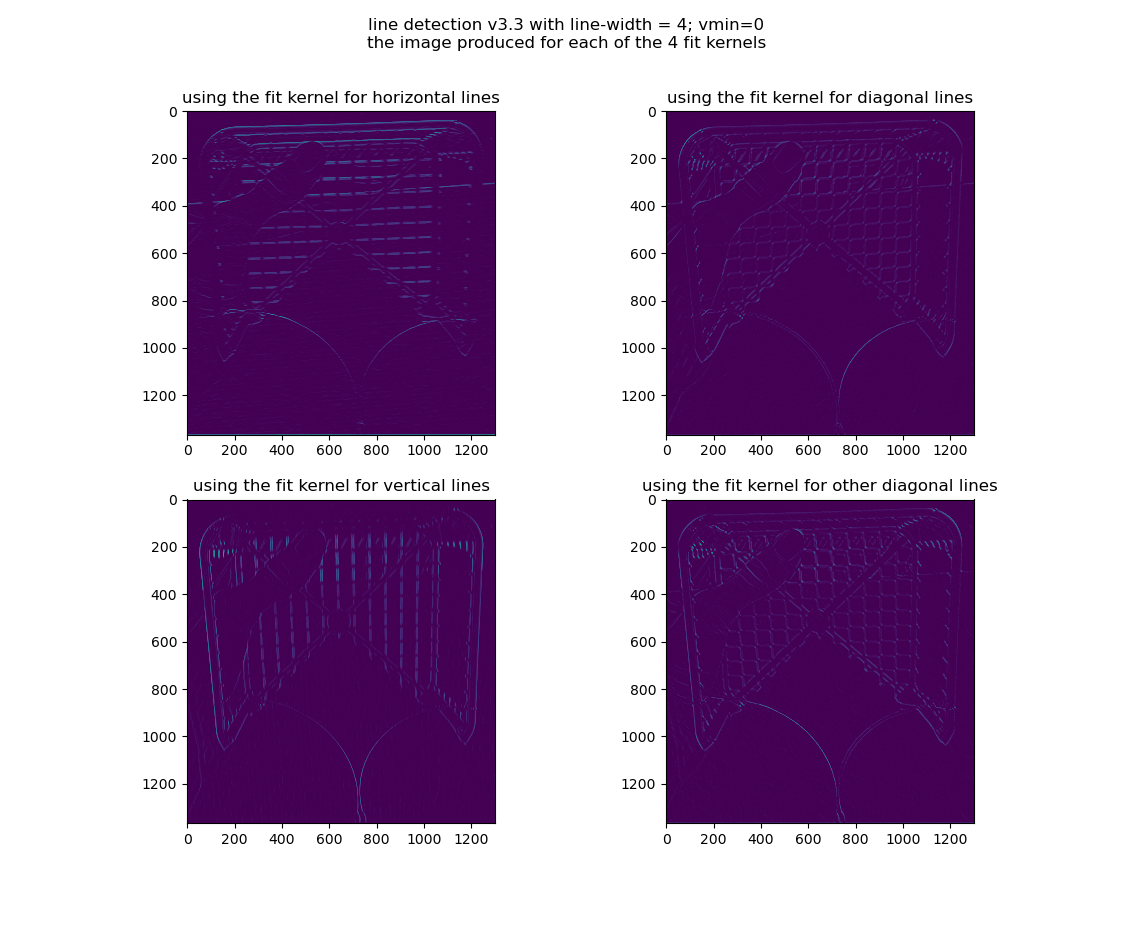 line detection v3.3 with line-width = 4; vmin=0
the image produced for each of the 4 fit kernels
using the fit kernel for horizontal lines
0
200
400
600
800
1000
1200
0 200 400 600 800 1000 1200
using the fit kernel for diagonal lines
0
200
400
600
800
1000
1200
0 200 400 600 800 1000 1200
using the fit kernel for vertical lines
0
200
400
600
800
1000
1200
0 200 400 600 800 1000 1200
using the fit kernel for other diagonal lines
0
200
400
600
800
1000
1200
0 200 400 600 800 1000 1200